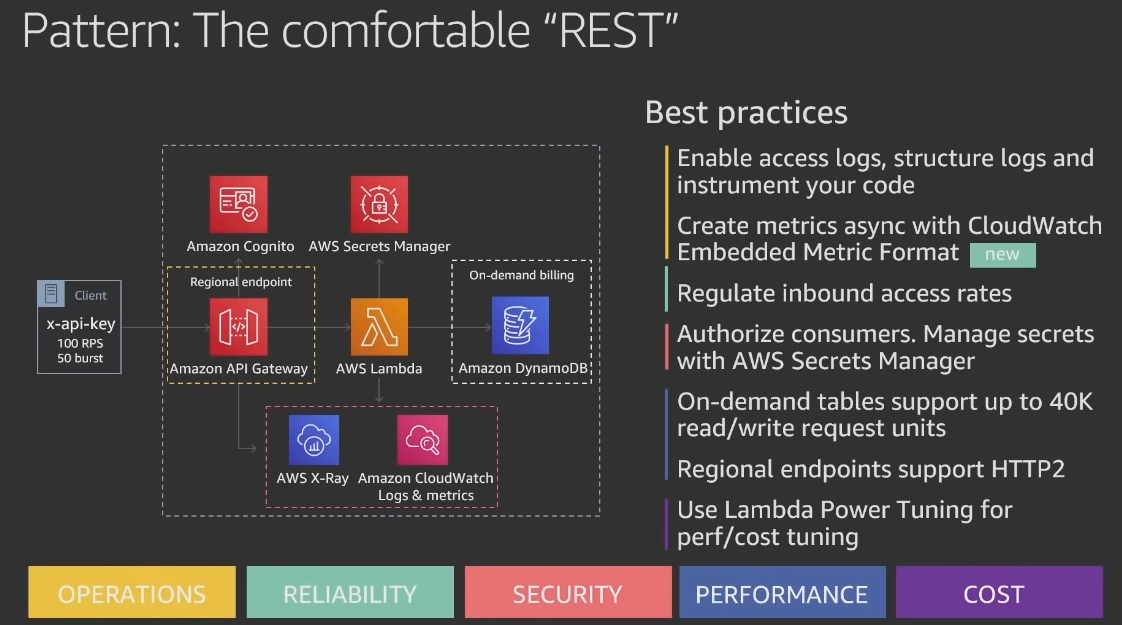 Pattern: The comfortable “REST”
Amazon Cognito
AWS Secrets Manager
Regional endpoint
On-demand billing
Client
x-api-key
100 RPS
50 burst
Amazon API Gateway
AWS Lambda
Amazon DynamoDB
AWS X-Ray
Amazon CloudWatch
Logs & metrics
Best practices
Enable access logs, structure logs and
instrument your code
Create metrics async with CloudWatch
Embedded Metric Format new
Regulate inbound access rates
Authorize consumers. Manage secrets
with AWS Secrets Manager
On-demand tables support up to 40K
read/write request units
Regional endpoints support HTTP2
Use Lambda Power Tuning for
perf/cost tuning
OPERATIONS
RELIABILITY
SECURITY
PERFORMANCE
COST